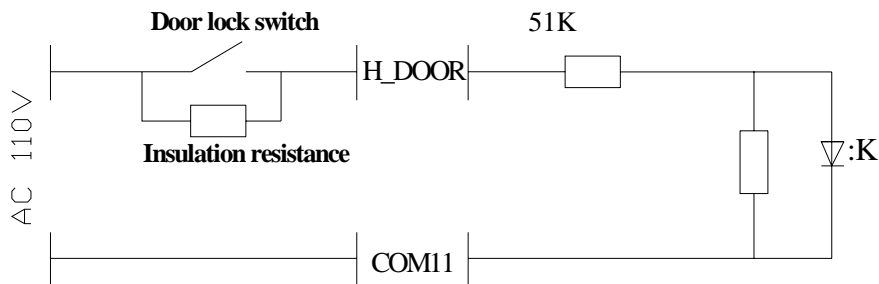 Door lock switch
51K
H_DOOR
Insulation resistance
AC 110V
:K
COM11